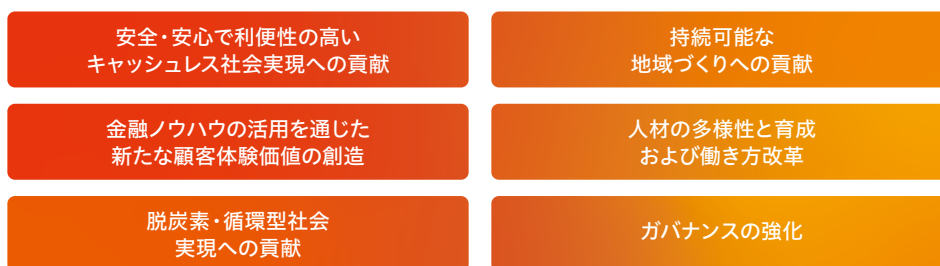 安全・安心で利便性の高い
キャッシュレス社会実現への貢献
持続可能な
地域づくりへの貢献
金融ノウハウの活用を通じた
新たな顧客体験価値の創造
人材の多様性と育成
および働き方改革
脱炭素・循環型社会
実現への貢献
ガバナンスの強化